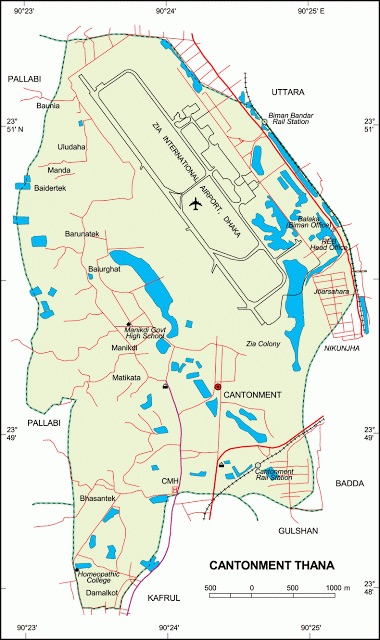 90°23'
90°24'
90°25' E
PALLABI
UTTARA
Baunia
Biman Bandar
Rail Station
23°
51' N
23°
51'
Uludaha
ZIA INTERNATIONAL AIRPORT, DHAKA
Manda
Baidertek
Balaka
(Biman Office)
Barunatek
REB
Head Office
Balurghat
Joarsahara
Manikdi Govt
High School
Zia Colony
NIKUNJHA
Manikdi
Matikata
CANTONMENT
PALLABI
23°
49'
23°
49'
Cantonment
Rail Station
CMH
BADDA
Bhasantek
GULSHAN
CANTONMENT THANA
Homeopathic
College
23°
48'
Damalkot
KAFRUL
500 0 500 1000 m
90°23'
90°24'
90°25'